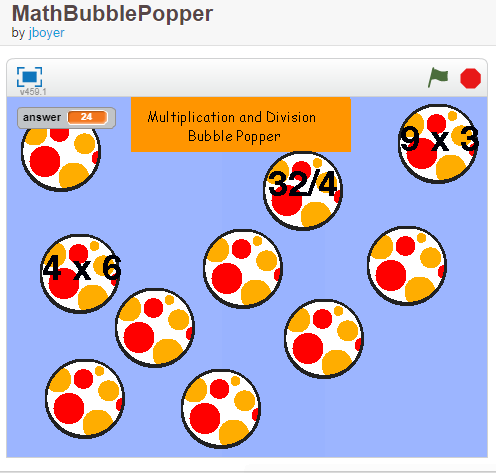 MathBubblePopper
by jboyer
v459.1
answer 24
Multiplication and Division
Bubble Popper
9 x 3
32/4
4 x 6